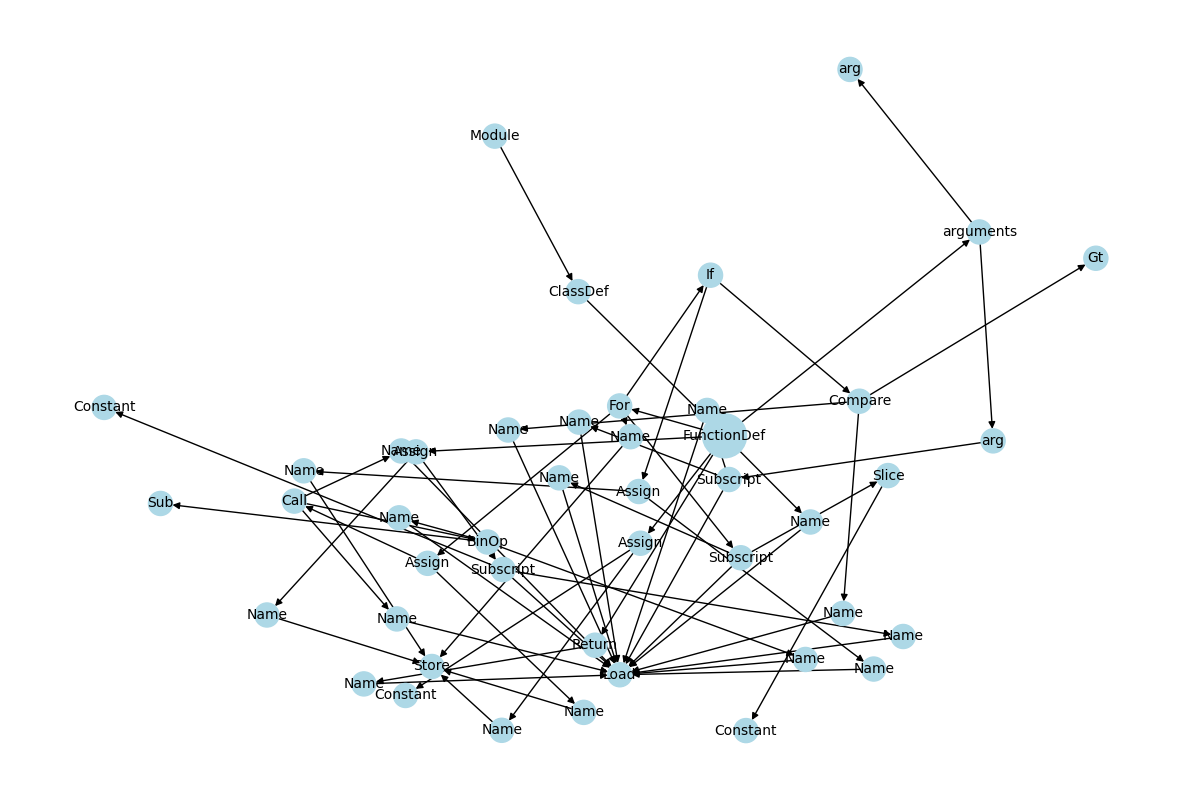 arg
Module
arguments
Gt
If
ClassDef
Constant
For
Name
Compare
Name
Name
Name
FunctionDef
arg
Name
Assign
Name
Name
Slice
Subscript
Assign
Sub
Call
Name
Name
BinOp
Assign
Subscript
Assign
Subscript
Name
Name
Name
Name
Return
Name
Name
Store
Load
Name
Name
Constant
Name
Name
Constant